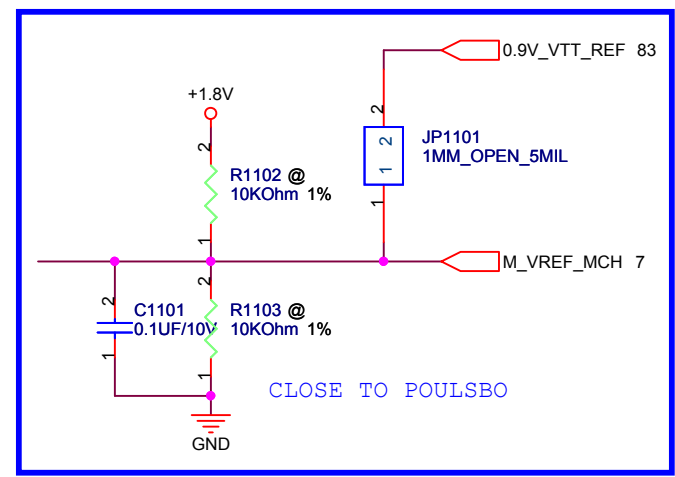 0.9V_VTT_REF 83
+1.8V
2
2
JP1101
1MM_OPEN_5MIL
2
1
R1102 @
10KOhm 1%
1
1
M_VREF_MCH 7
2
2
C1101
0.1UF/10V
R1103 @
10KOhm 1%
1
1
CLOSE TO POULSBO
GND